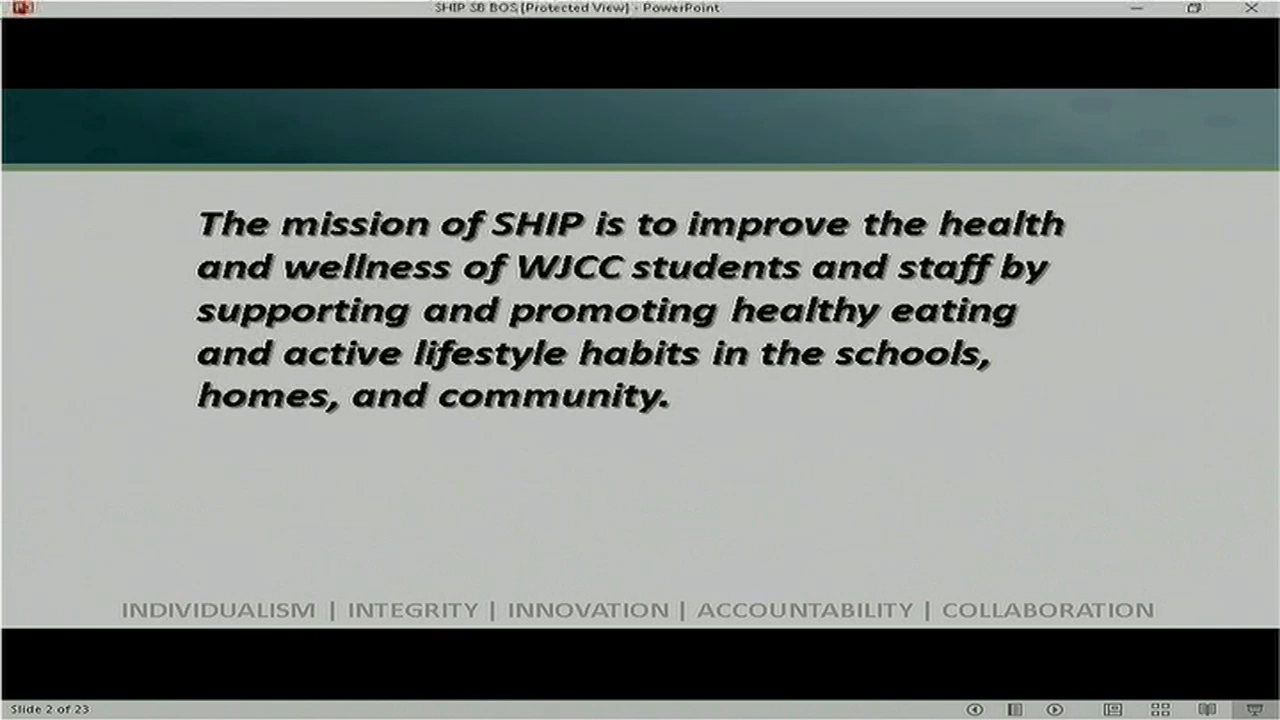 SHIP SB BOS [Protected View] - PowerPoint
The mission of SHIP is to improve the health
and wellness of WJCC students and staff by
supporting and promoting healthy eating
and active lifestyle habits in the schools,
homes, and community.
INDIVIDUALISM | INTEGRITY | INNOVATION | ACCOUNTABILITY | COLLABORATION
Slide 2 of 23